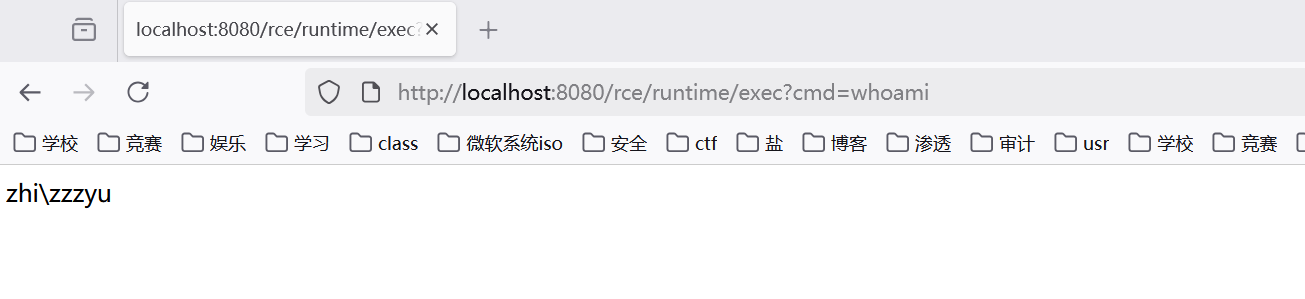 localhost:8080/rce/runtime/exec?
http://localhost:8080/rce/runtime/exec?cmd=whoami
学校 竞赛 娱乐 学习 class 微软系统iso 安全 ctf 盐 博客 渗透 审计 usr 学校 竞赛
zhi\zzzyu